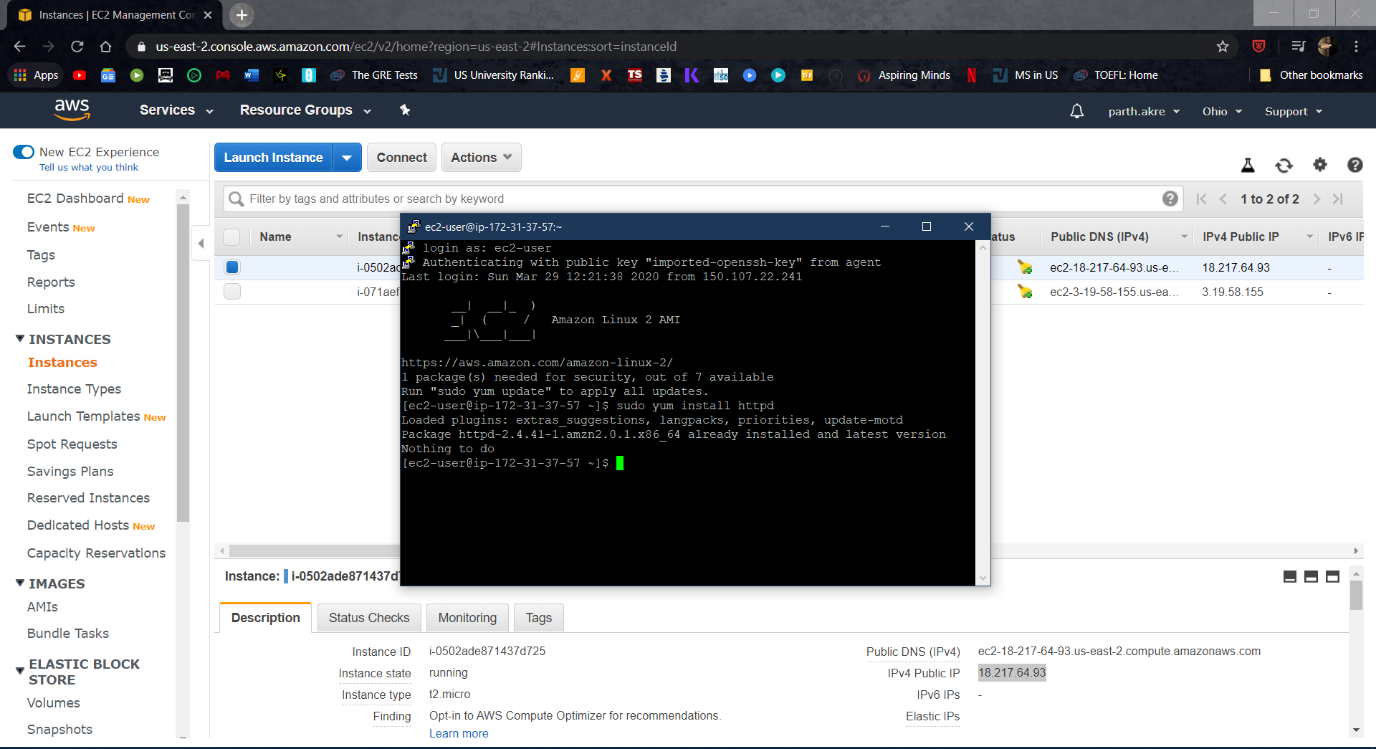 Instances | EC2 Management Con
us-east-2.console.aws.amazon.com/ec2/v2/home?region=us-east-2#Instances:sort=instanceId
Apps
The GRE Tests
US University Ranki...
TS
Aspiring Minds
MS in US
TOEFL: Home
Other bookmarks
aws
Services
Resource Groups
parth.akre
Ohio
Support
New EC2 Experience
Tell us what you think
Launch Instance
Connect
Actions
EC2 Dashboard New
Events New
Tags
Reports
Limits
INSTANCES
Instances
Instance Types
Launch Templates New
Spot Requests
Savings Plans
Reserved Instances
Dedicated Hosts New
Capacity Reservations
IMAGES
AMIs
Bundle Tasks
ELASTIC BLOCK
STORE
Volumes
Snapshots
Filter by tags and attributes or search by keyword
1 to 2 of 2
Name
Instanc
atus
Public DNS (IPv4)
IPv4 Public IP
IPv6 IP
i-0502ac
ec2-18-217-64-93.us-e...
18.217.64.93
-
i-071aef
ec2-3-19-58-155.us-ea...
3.19.58.155
-
ec2-user@ip-172-31-37-57:~
login as: ec2-user
Authenticating with public key "imported-openssh-key" from agent
Last login: Sun Mar 29 12:21:38 2020 from 150.107.22.241
__|  __|_  )
_|  (     /   Amazon Linux 2 AMI
___|\___|___|
https://aws.amazon.com/amazon-linux-2/
1 package(s) needed for security, out of 7 available
Run "sudo yum update" to apply all updates.
[ec2-user@ip-172-31-37-57 ~]$ sudo yum install httpd
Loaded plugins: extras_suggestions, langpacks, priorities, update-motd
Package httpd-2.4.41-1.amzn2.0.1.x86_64 already installed and latest version
Nothing to do
[ec2-user@ip-172-31-37-57 ~]$
Instance: i-0502ade871437d7
Description
Status Checks
Monitoring
Tags
Instance ID i-0502ade871437d725
Instance state running
Instance type t2.micro
Finding Opt-in to AWS Compute Optimizer for recommendations.
Learn more
Public DNS (IPv4) ec2-18-217-64-93.us-east-2.compute.amazonaws.com
IPv4 Public IP 18.217.64.93
IPv6 IPs -
Elastic IPs